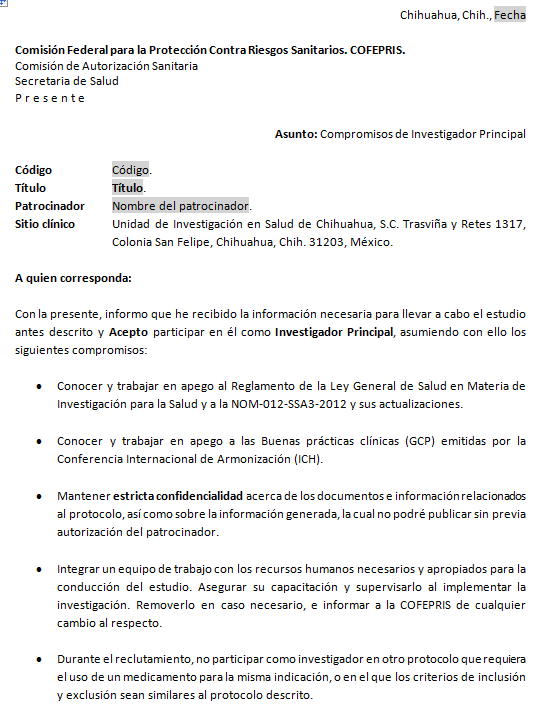 Chihuahua, Chih., Fecha
Comisión Federal para la Protección Contra Riesgos Sanitarios. COFEPRIS.
Comisión de Autorización Sanitaria
Secretaria de Salud
P r e s e n t e
Asunto: Compromisos de Investigador Principal
Código Código.
Título Título.
Patrocinador Nombre del patrocinador.
Sitio clínico Unidad de Investigación en Salud de Chihuahua, S.C. Trasviña y Retes 1317,
Colonia San Felipe, Chihuahua, Chih. 31203, México.
A quien corresponda:
Con la presente, informo que he recibido la información necesaria para llevar a cabo el estudio
antes descrito y Acepto participar en él como Investigador Principal, asumiendo con ello los
siguientes compromisos:
• Conocer y trabajar en apego al Reglamento de la Ley General de Salud en Materia de
Investigación para la Salud y a la NOM-012-SSA3-2012 y sus actualizaciones.
• Conocer y trabajar en apego a las Buenas prácticas clínicas (GCP) emitidas por la
Conferencia Internacional de Armonización (ICH).
• Mantener estricta confidencialidad acerca de los documentos e información relacionados
al protocolo, así como sobre la información generada, la cual no podré publicar sin previa
autorización del patrocinador.
• Integrar un equipo de trabajo con los recursos humanos necesarios y apropiados para la
conducción del estudio. Asegurar su capacitación y supervisarlo al implementar la
investigación. Removerlo en caso necesario, e informar a la COFEPRIS de cualquier
cambio al respecto.
• Durante el reclutamiento, no participar como investigador en otro protocolo que requiera
el uso de un medicamento para la misma indicación, o en el que los criterios de inclusión
y exclusión sean similares al protocolo descrito.